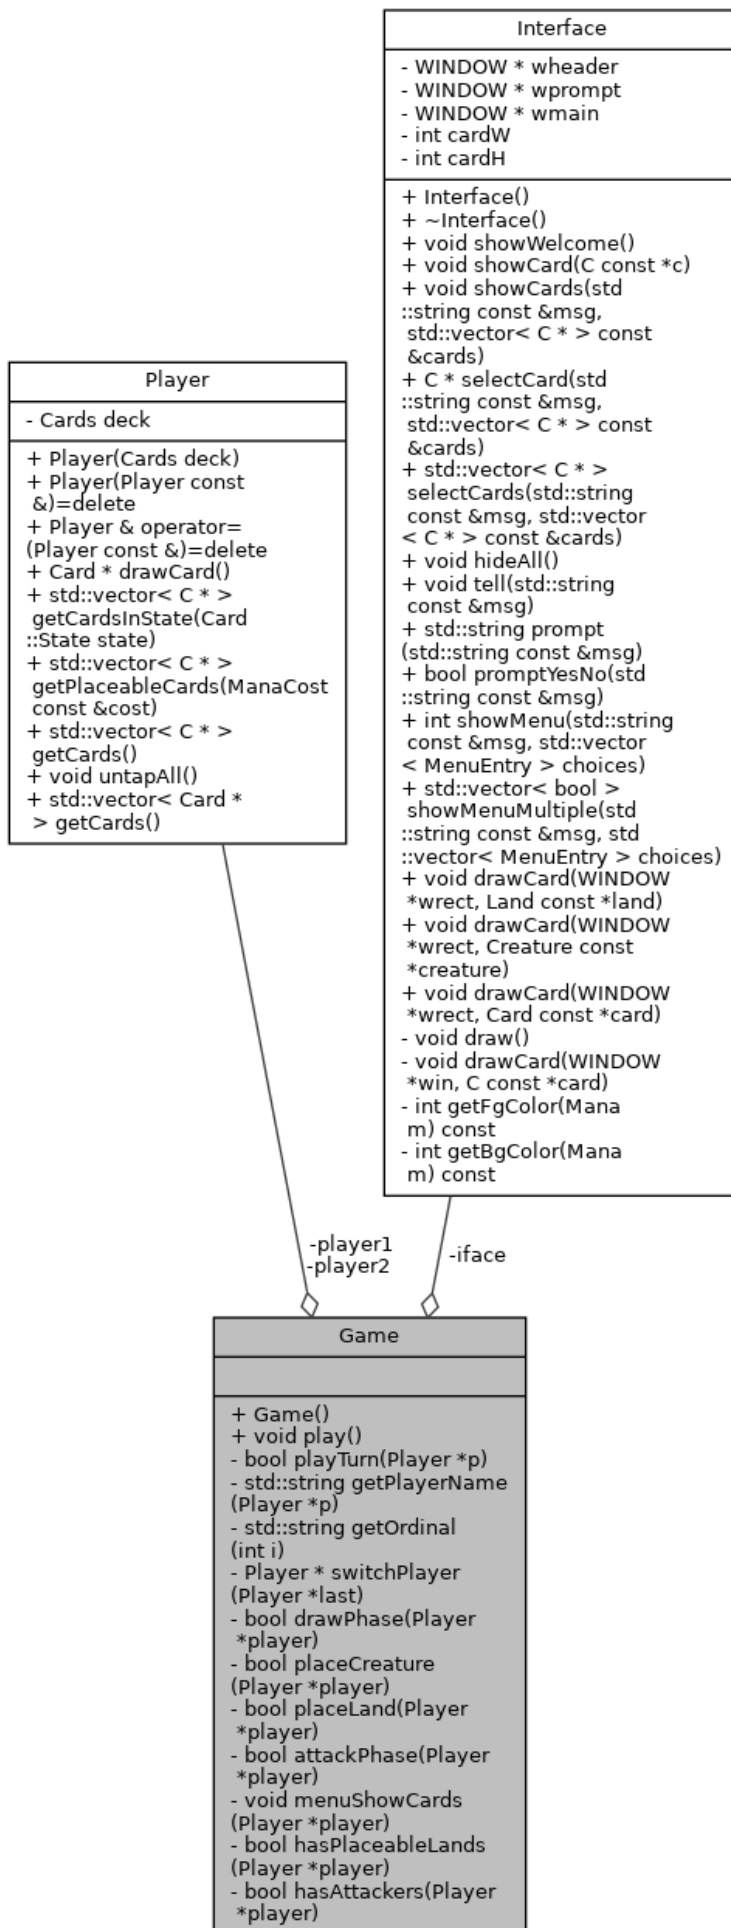 Interface
- WINDOW * wheader
- WINDOW * wprompt
- WINDOW * wmain
- int cardW
- int cardH
+ Interface()
+ ~Interface()
+ void showWelcome()
+ void showCard(C const *c)
+ void showCards(std
::string const &msg,
std::vector< C * > const
&cards)
+ C * selectCard(std
::string const &msg,
std::vector< C * > const
&cards)
+ std::vector< C * >
selectCards(std::string
const &msg, std::vector
< C * > const &cards)
+ void hideAll()
+ void tell(std::string
const &msg)
+ std::string prompt
(std::string const &msg)
+ bool promptYesNo(std
::string const &msg)
+ int showMenu(std::string
const &msg, std::vector
< MenuEntry > choices)
+ std::vector< bool >
showMenuMultiple(std
::string const &msg, std
::vector< MenuEntry > choices)
+ void drawCard(WINDOW
*wrect, Land const *land)
+ void drawCard(WINDOW
*wrect, Creature const
*creature)
+ void drawCard(WINDOW
*wrect, Card const *card)
- void draw()
- void drawCard(WINDOW
*win, C const *card)
- int getFgColor(Mana
m) const
- int getBgColor(Mana
m) const
Player
- Cards deck
+ Player(Cards deck)
+ Player(Player const
&)=delete
+ Player & operator=
(Player const &)=delete
+ Card * drawCard()
+ std::vector< C * >
getCardsInState(Card
::State state)
+ std::vector< C * >
getPlaceableCards(ManaCost
const &cost)
+ std::vector< C * >
getCards()
+ void untapAll()
+ std::vector< Card *
> getCards()
-player1
-player2
-iface
Game
+ Game()
+ void play()
- bool playTurn(Player *p)
- std::string getPlayerName
(Player *p)
- std::string getOrdinal
(int i)
- Player * switchPlayer
(Player *last)
- bool drawPhase(Player
*player)
- bool placeCreature
(Player *player)
- bool placeLand(Player
*player)
- bool attackPhase(Player
*player)
- void menuShowCards
(Player *player)
- bool hasPlaceableLands
(Player *player)
- bool hasAttackers(Player
*player)